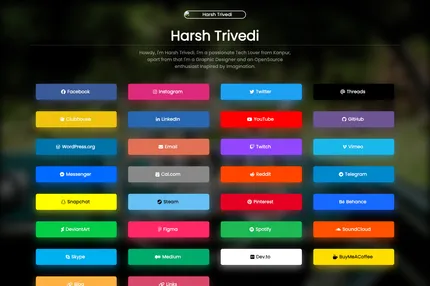 Harsh Trivedi
Harsh Trivedi
Howdy, I'm Harsh Trivedi. I'm a passionate Tech Lover from Kanpur,
apart from that I'm a Graphic Designer and an OpenSource
enthusiast inspired by Imagination.
Facebook
Instagram
Twitter
Threads
Clubhouse
LinkedIn
YouTube
GitHub
WordPress.org
Email
Twitch
Vimeo
Messenger
Cal.com
Reddit
Telegram
Snapchat
Steam
Pinterest
Behance
DeviantArt
Figma
Spotify
SoundCloud
Skype
Medium
Dev.to
BuyMeACoffee
Blog
Links